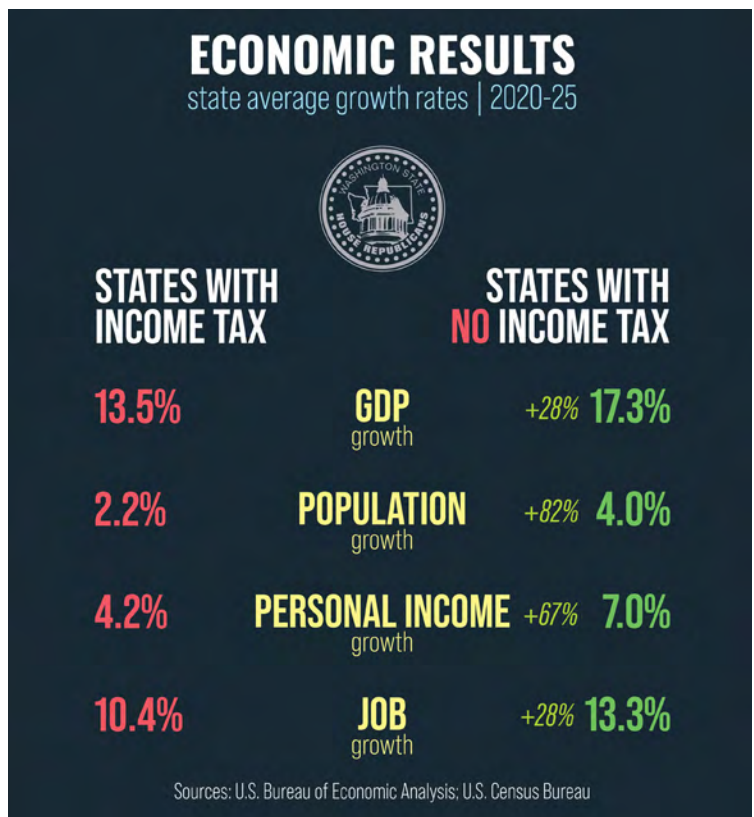 ECONOMIC RESULTS
state average growth rates | 2020-25
WASHINGTON STATE
HOUSE REPUBLICANS
STATES WITH
INCOME TAX
STATES WITH
NO INCOME TAX
13.5% GDP +28% 17.3%
growth
2.2% POPULATION +82% 4.0%
growth
4.2% PERSONAL INCOME +67% 7.0%
growth
10.4% JOB +28% 13.3%
growth
Sources: U.S. Bureau of Economic Analysis; U.S. Census Bureau